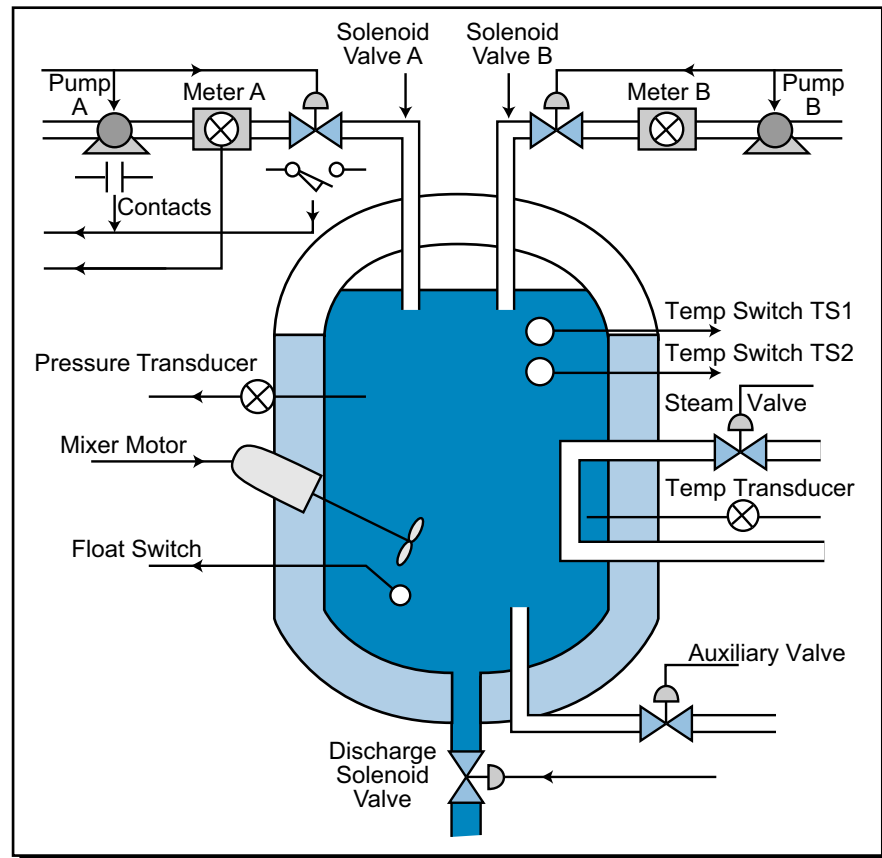 Solenoid
Valve A
Solenoid
Valve B
Pump
A
Meter A
Meter B
Pump
B
Contacts
Temp Switch TS1
Temp Switch TS2
Pressure Transducer
Steam Valve
Mixer Motor
Temp Transducer
Float Switch
Auxiliary Valve
Discharge
Solenoid
Valve